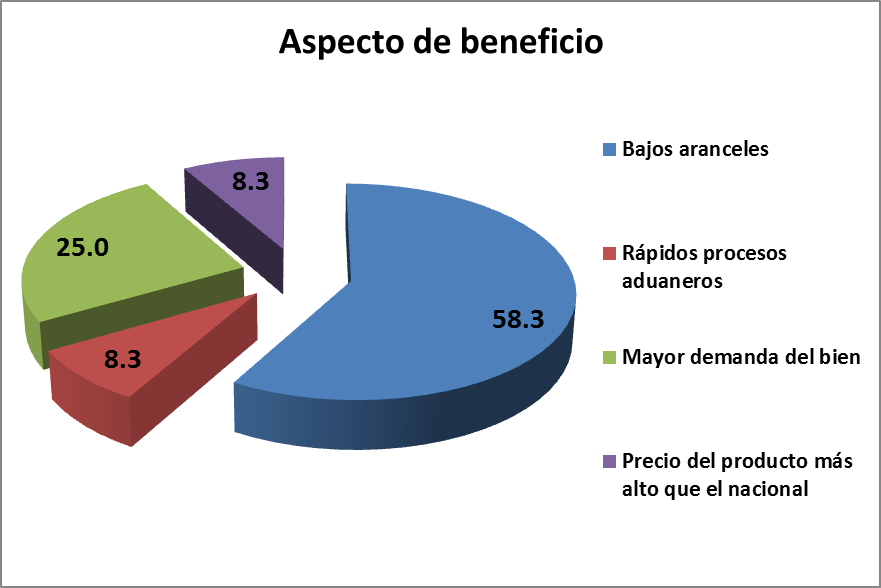 Aspecto de beneficio
8.3
25.0
58.3
8.3
Bajos aranceles
Rápidos procesos
aduaneros
Mayor demanda del bien
Precio del producto más
alto que el nacional